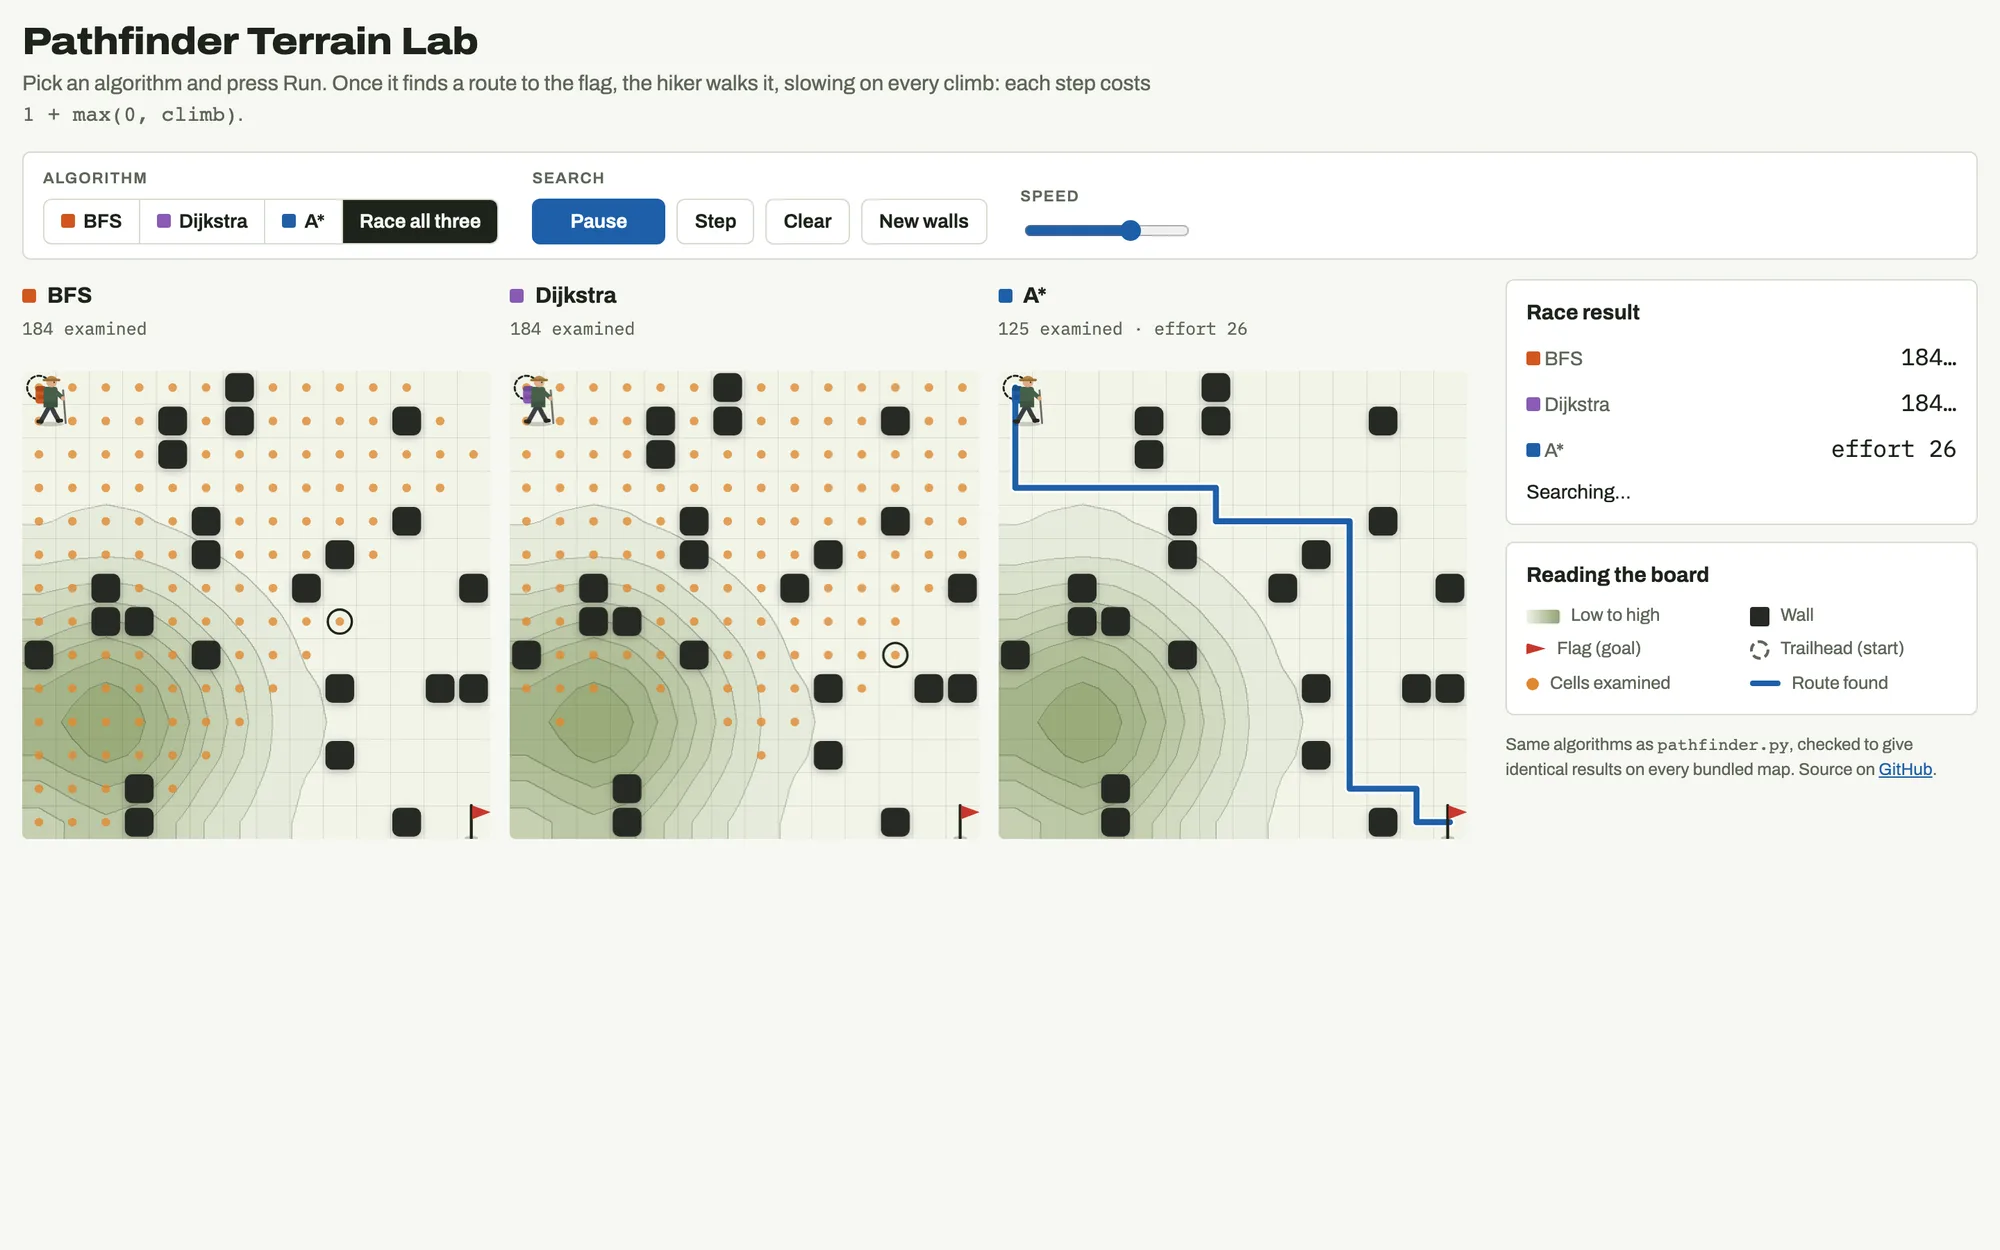 Pathfinder Terrain Lab
Pick an algorithm and press Run. Once it finds a route to the flag, the hiker walks it, slowing on every climb: each step costs
1 + max(0, climb).
ALGORITHM
BFS
Dijkstra
A*
Race all three
SEARCH
Pause
Step
Clear
New walls
SPEED
BFS
184 examined
Dijkstra
184 examined
A*
125 examined · effort 26
Race result
BFS 184…
Dijkstra 184…
A* effort 26
Searching…
Reading the board
Low to high
Wall
Flag (goal)
Trailhead (start)
Cells examined
Route found
Same algorithms as pathfinder.py, checked to give
identical results on every bundled map. Source on GitHub.